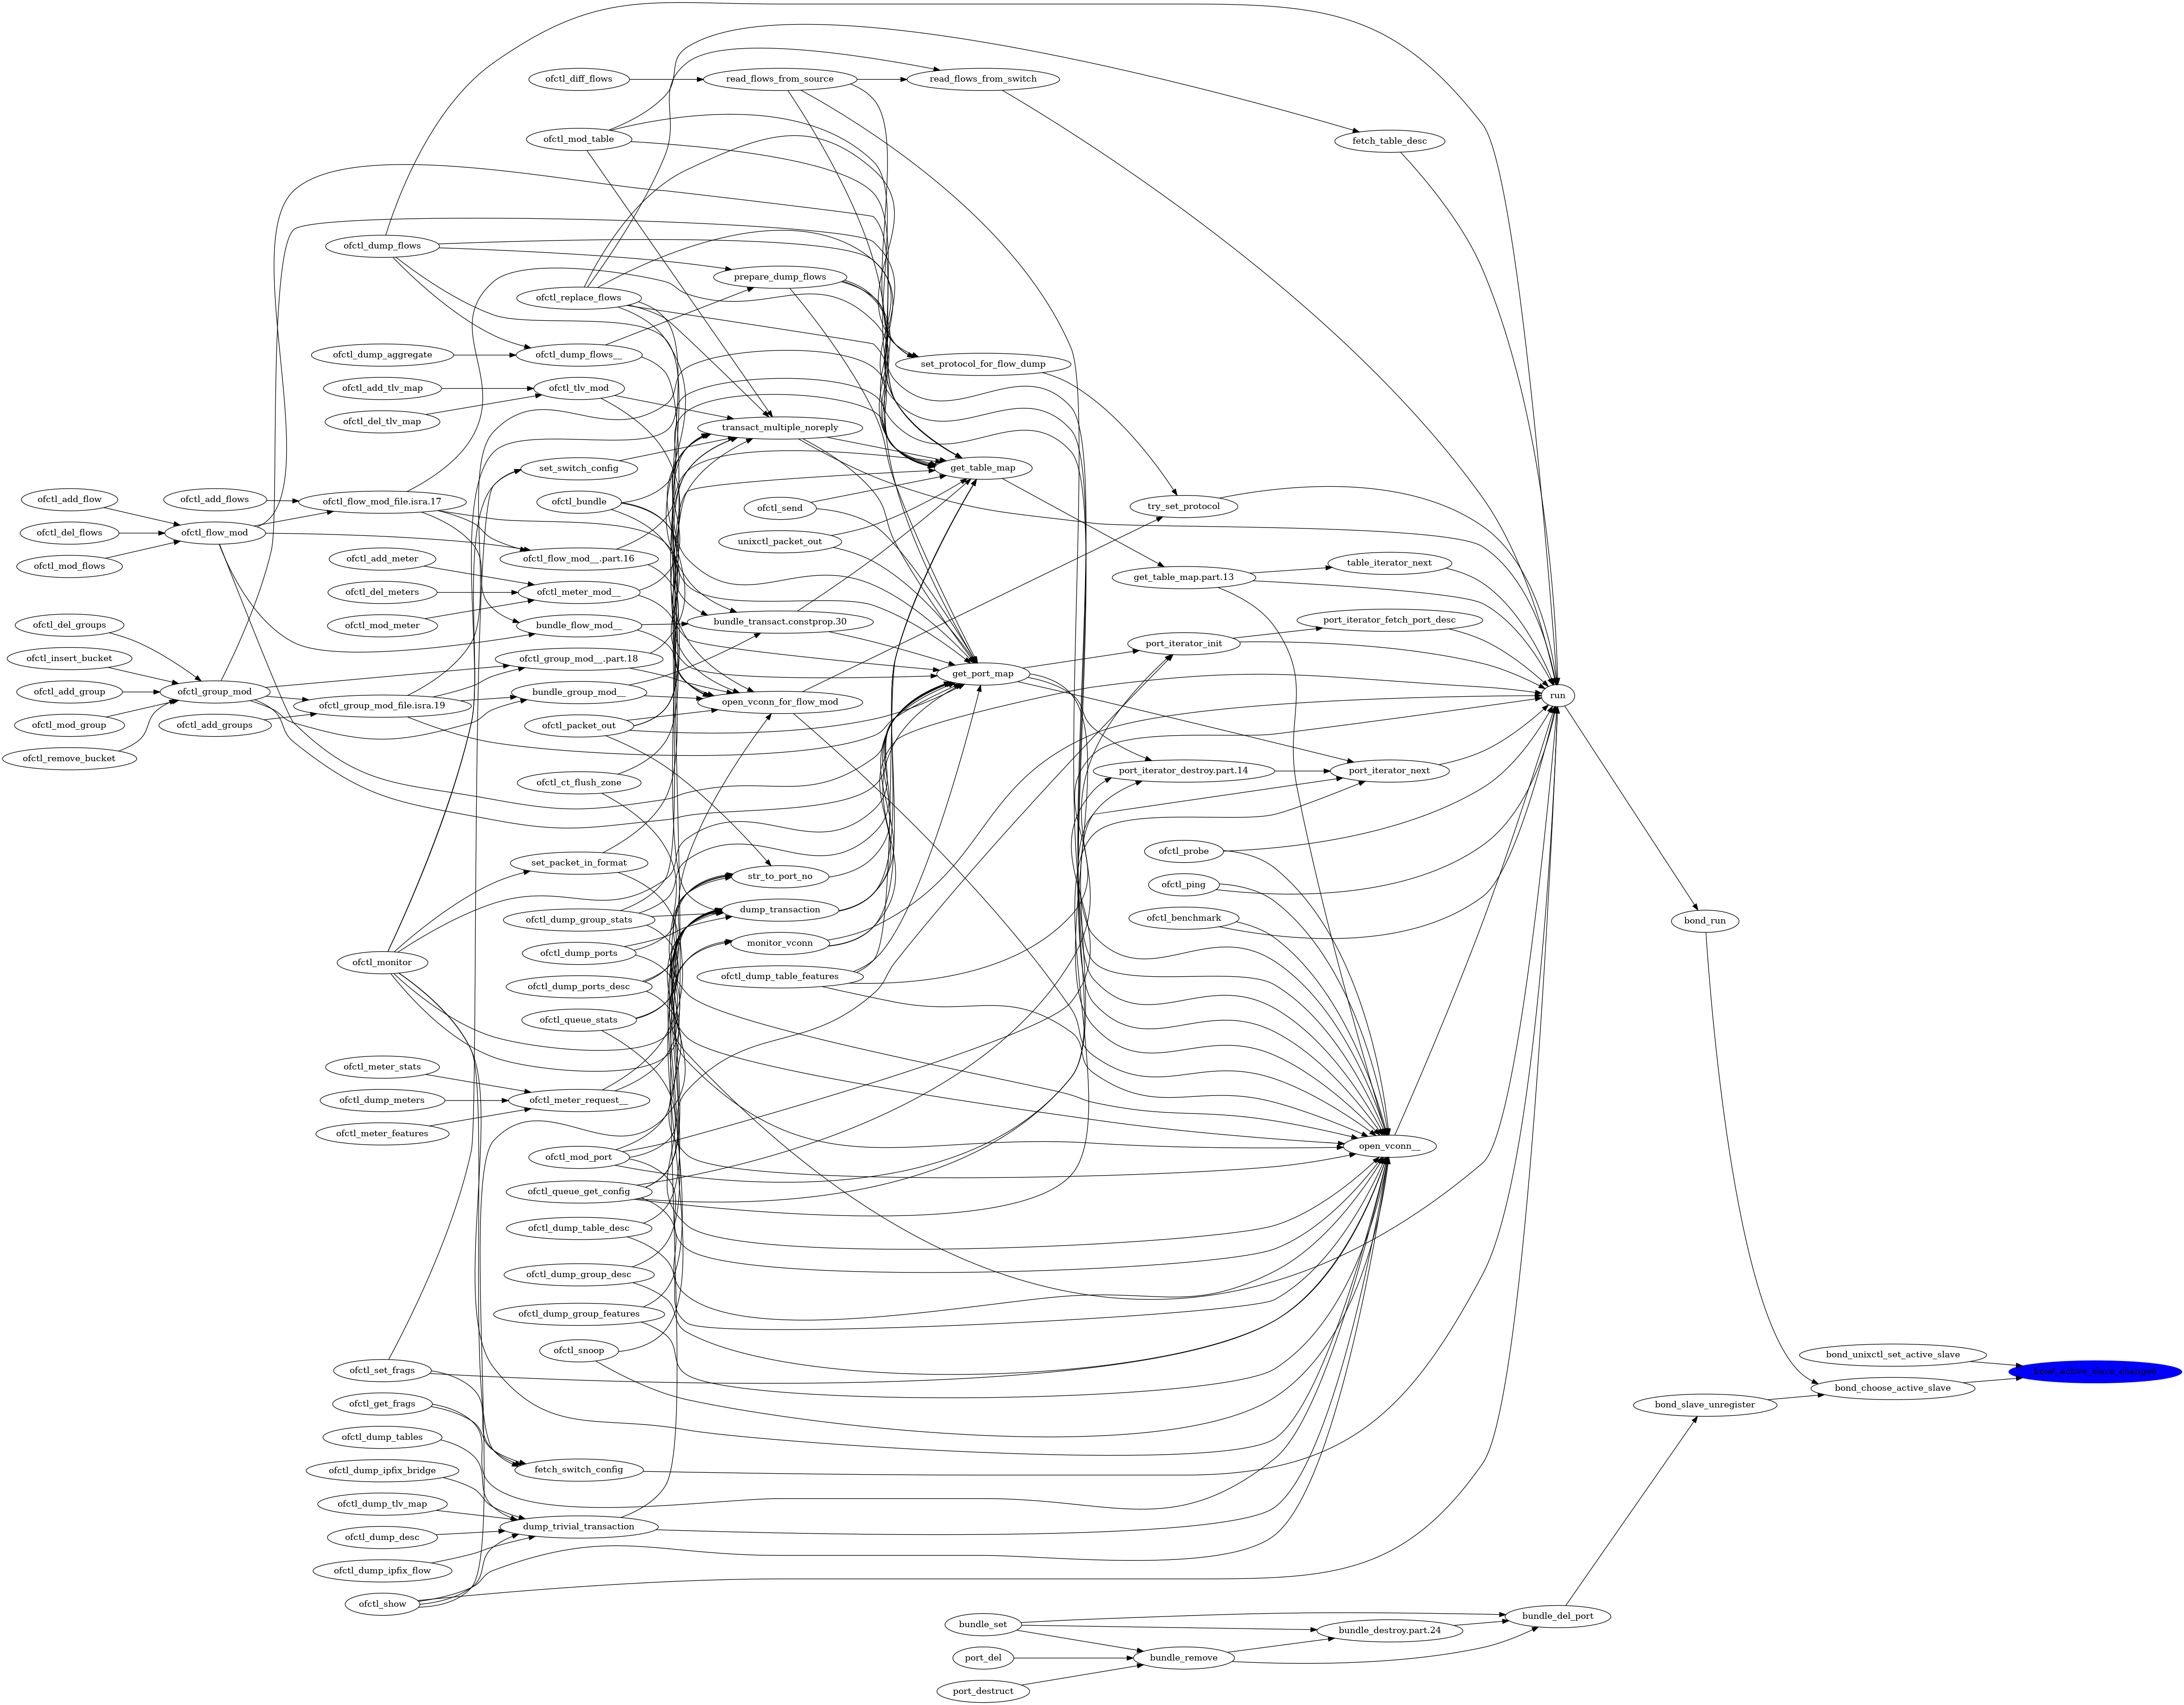 ofctl_diff_flows
read_flows_from_source
read_flows_from_switch
ofctl_mod_table
fetch_table_desc
ofctl_dump_flows
prepare_dump_flows
ofctl_replace_flows
ofctl_dump_aggregate
ofctl_dump_flows__
set_protocol_for_flow_dump
ofctl_add_tlv_map
ofctl_tlv_mod
ofctl_del_tlv_map
transact_multiple_noreply
set_switch_config
get_table_map
ofctl_add_flow
ofctl_add_flows
ofctl_flow_mod_file.isra.17
ofctl_bundle
ofctl_send
try_set_protocol
ofctl_del_flows
ofctl_flow_mod
unixctl_packet_out
ofctl_mod_flows
ofctl_add_meter
ofctl_flow_mod__.part.16
get_table_map.part.13
table_iterator_next
ofctl_del_meters
ofctl_meter_mod__
ofctl_del_groups
ofctl_mod_meter
bundle_flow_mod__
bundle_transact.constprop.30
port_iterator_fetch_port_desc
ofctl_insert_bucket
ofctl_group_mod__.part.18
port_iterator_init
ofctl_add_group
ofctl_group_mod
ofctl_group_mod_file.isra.19
bundle_group_mod__
open_vconn_for_flow_mod
get_port_map
run
ofctl_mod_group
ofctl_add_groups
ofctl_packet_out
ofctl_remove_bucket
ofctl_ct_flush_zone
port_iterator_destroy.part.14
port_iterator_next
set_packet_in_format
str_to_port_no
ofctl_probe
ofctl_ping
ofctl_dump_group_stats
dump_transaction
ofctl_benchmark
bond_run
ofctl_monitor
ofctl_dump_ports
monitor_vconn
ofctl_dump_ports_desc
ofctl_dump_table_features
ofctl_queue_stats
ofctl_meter_stats
ofctl_dump_meters
ofctl_meter_request__
ofctl_meter_features
ofctl_mod_port
open_vconn__
ofctl_queue_get_config
ofctl_dump_table_desc
ofctl_dump_group_desc
ofctl_dump_group_features
ofctl_snoop
bond_unixctl_set_active_slave
ofctl_set_frags
bond_active_slave_changed
bond_choose_active_slave
ofctl_get_frags
bond_slave_unregister
ofctl_dump_tables
ofctl_dump_ipfix_bridge
fetch_switch_config
ofctl_dump_tlv_map
dump_trivial_transaction
ofctl_dump_desc
ofctl_dump_ipfix_flow
ofctl_show
bundle_set
bundle_del_port
bundle_destroy.part.24
port_del
bundle_remove
port_destruct